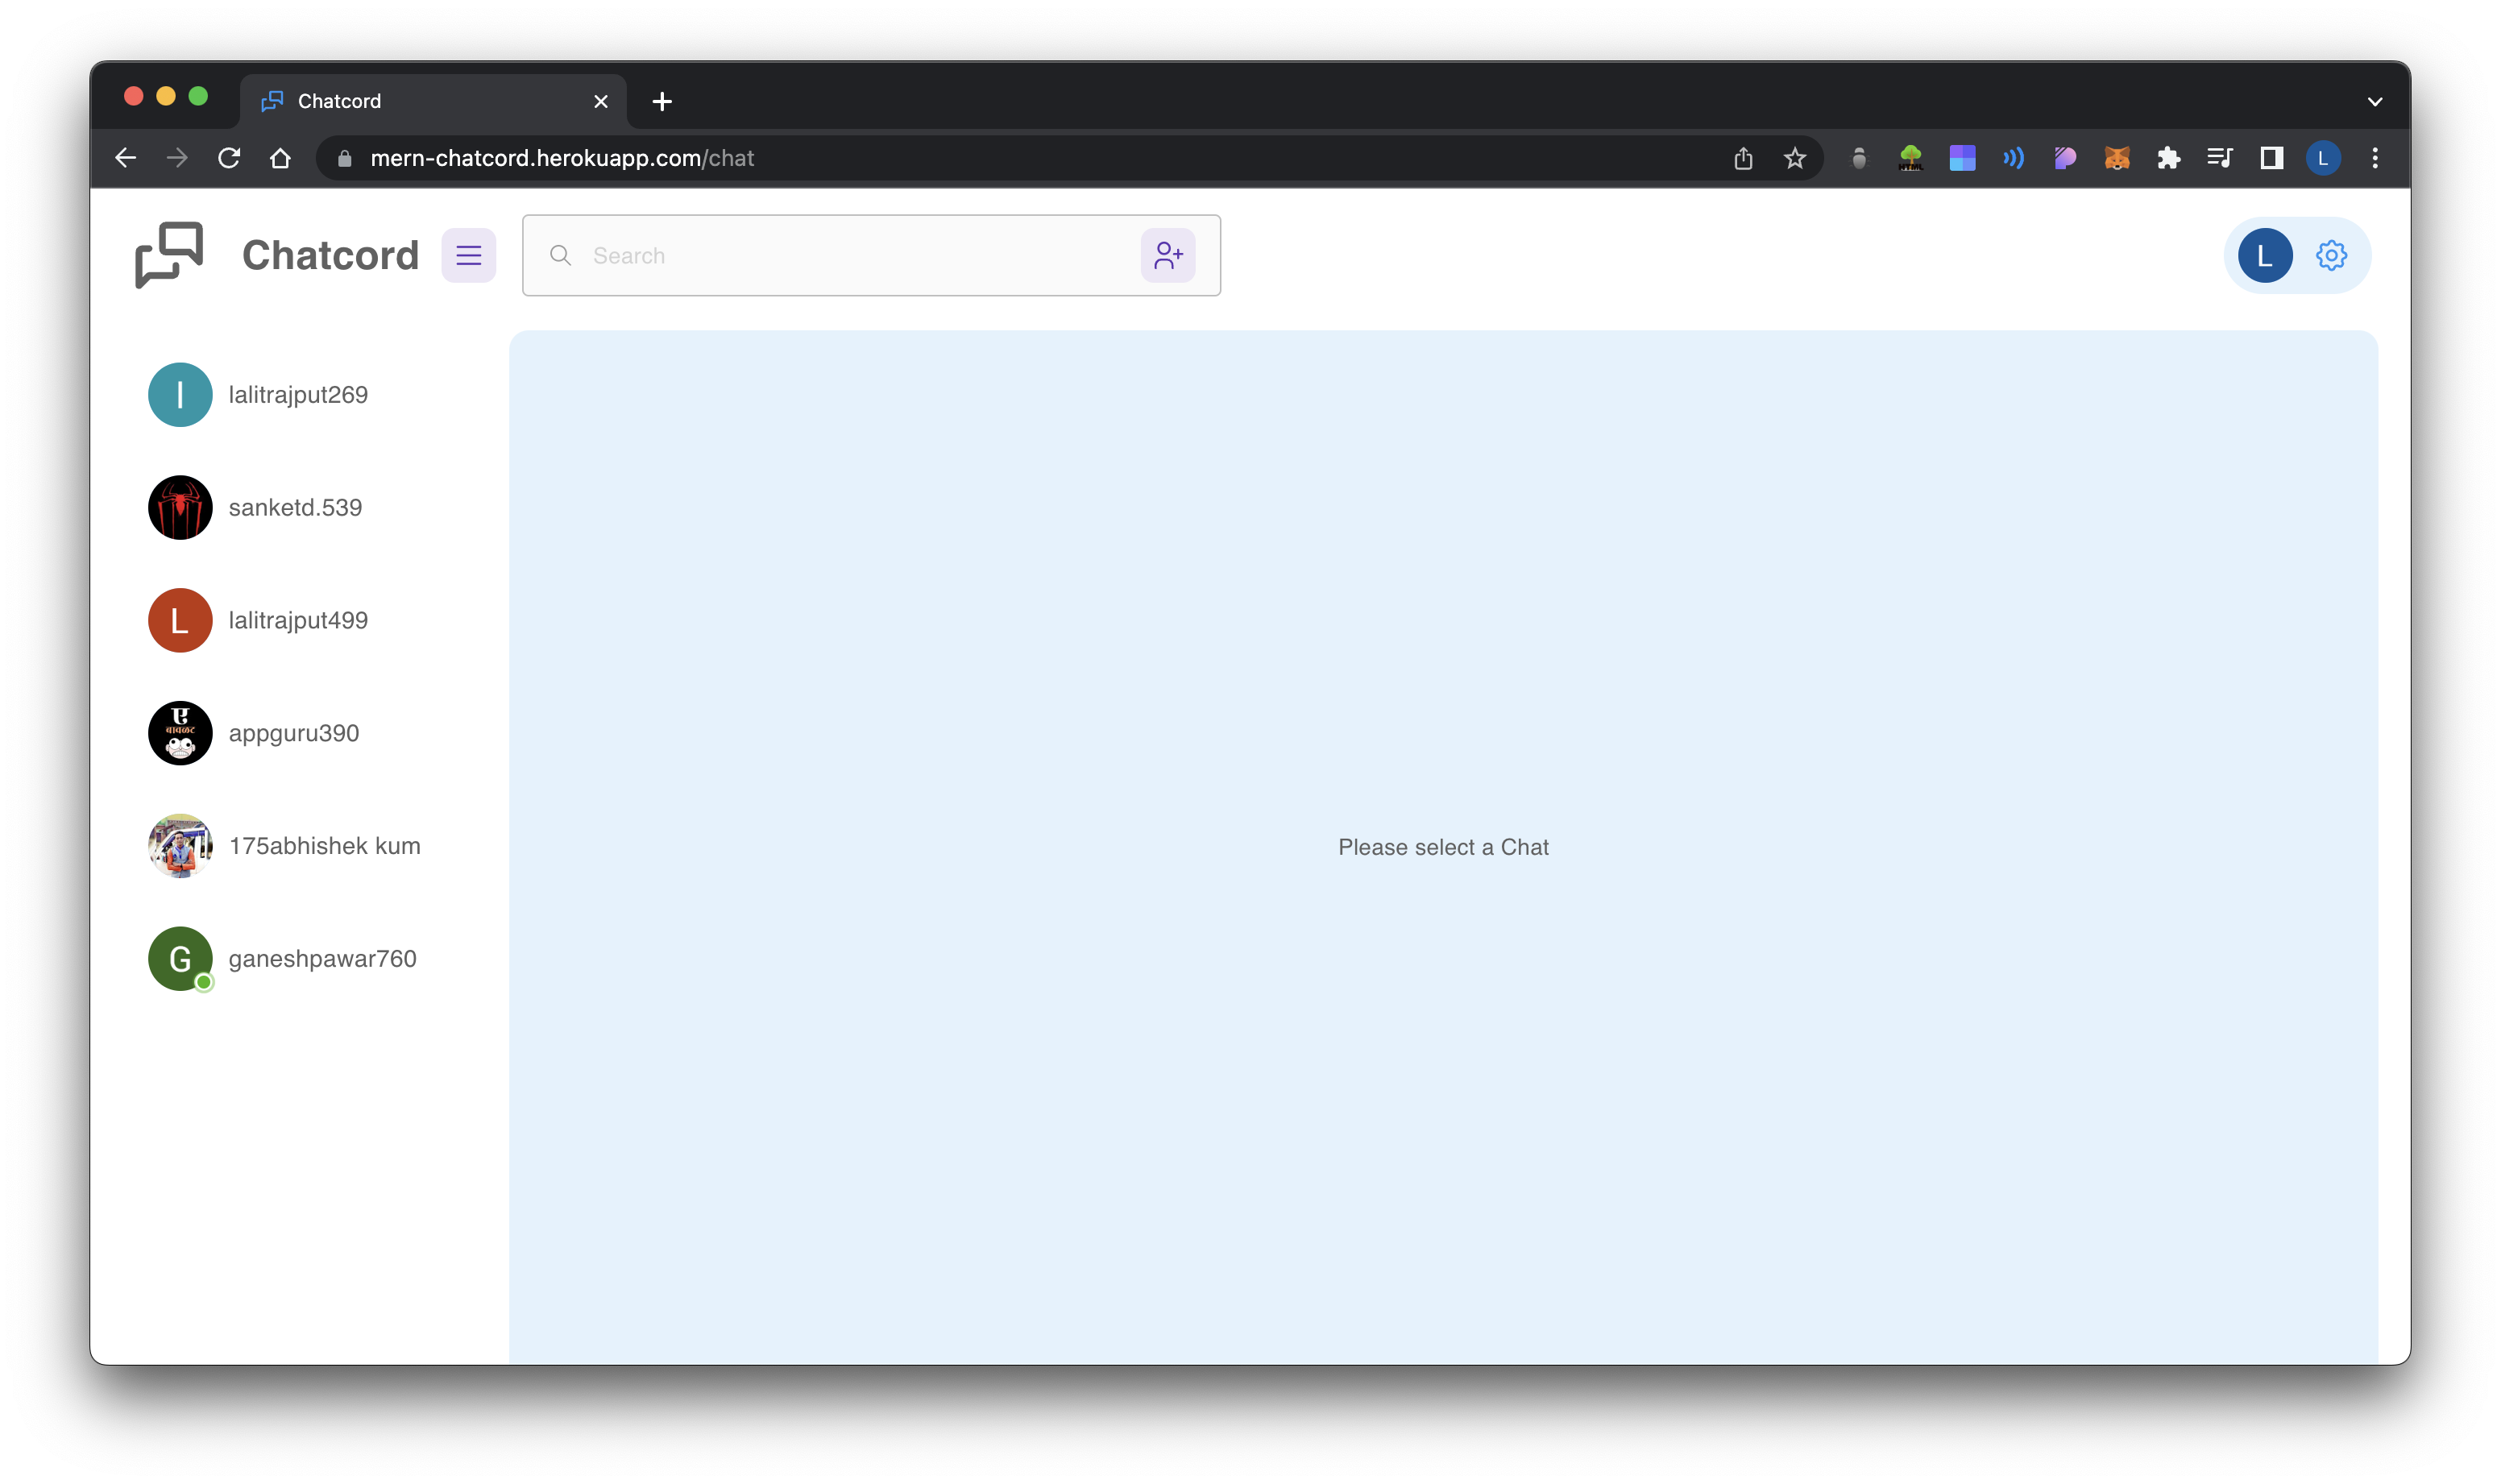 Chatcord
mern-chatcord.herokuapp.com/chat
HTML
L
Chatcord
Search
L
l
lalitrajput269
sanketd.539
L
lalitrajput499
ए
appguru390
175abhishek kum
G
ganeshpawar760
Please select a Chat